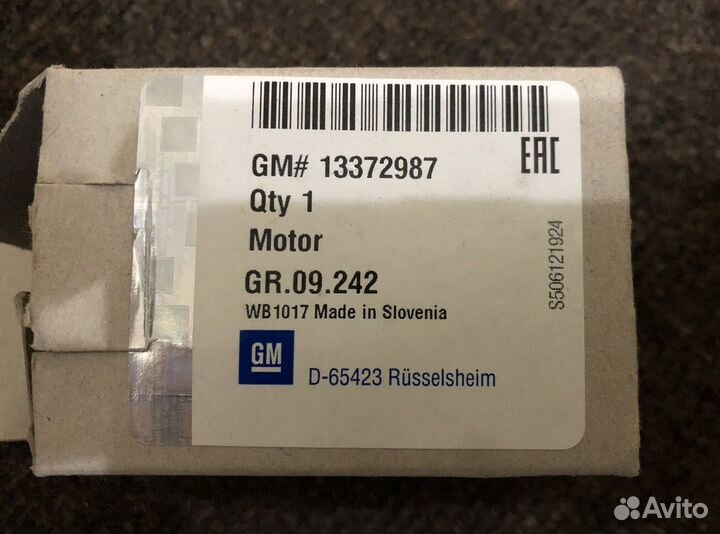 GM# 13372987
EAC
Qty 1
Motor
GR.09.242
WB1017 Made in Slovenia
GM
D-65423 Rüsselsheim
S506121924
Avito